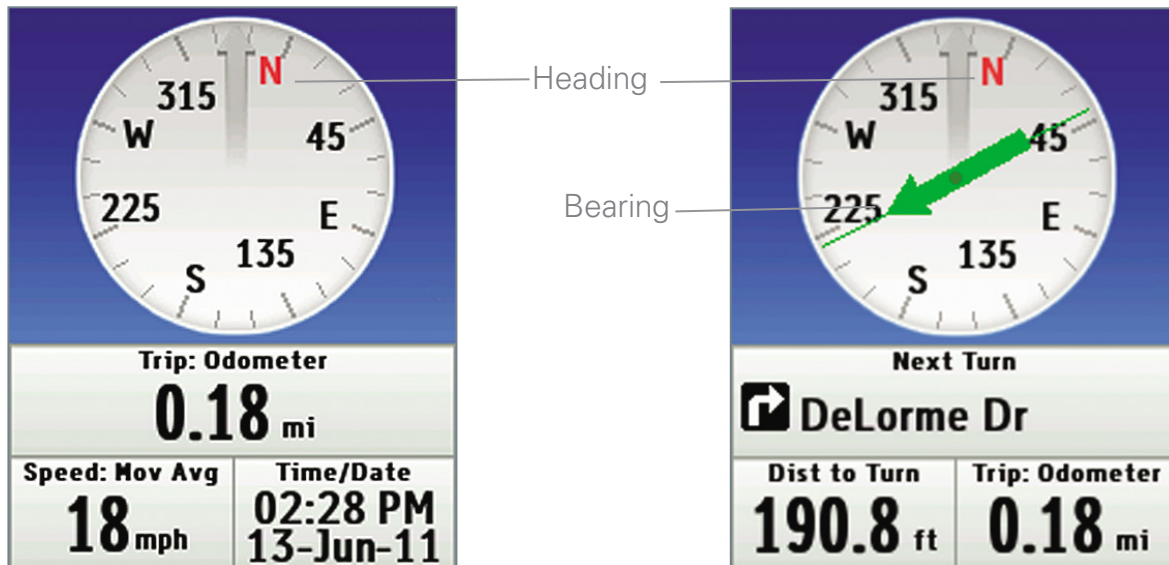 N
315
W
45
225
E
135
S
Trip: Odometer
0.18 mi
Speed: Mov Avg
18 mph
Time/Date
02:28 PM
13-Jun-11
Heading
Bearing
N
315
W
45
225
E
135
S
Next Turn
DeLorme Dr
Dist to Turn
190.8 ft
Trip: Odometer
0.18 mi